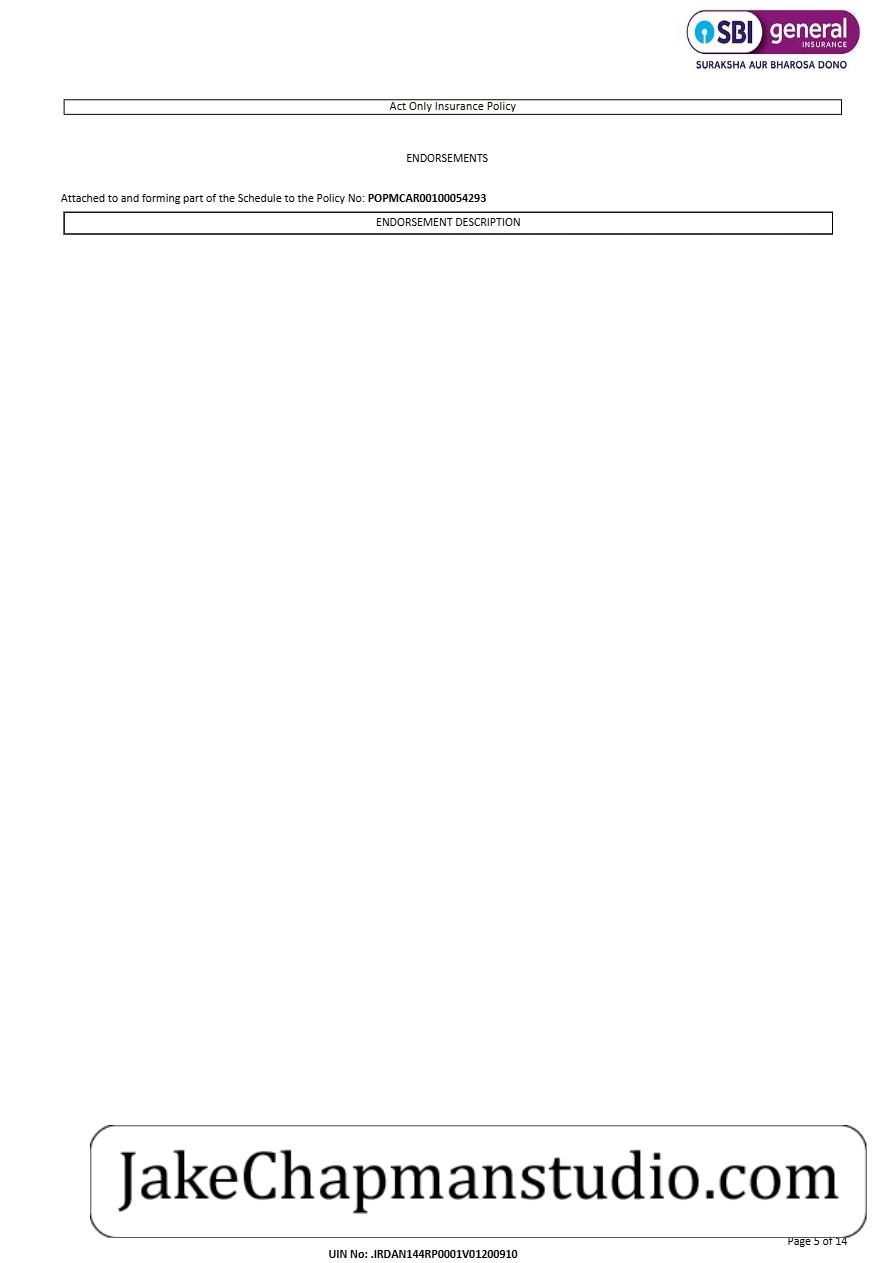 SBI general
INSURANCE
SURAKSHA AUR BHAROSA DONO
Act Only Insurance Policy
ENDORSEMENTS
Attached to and forming part of the Schedule to the Policy No: POPMCAR00100054293
ENDORSEMENT DESCRIPTION
JakeChapmanstudio.com
Page 5 of 14
UIN No: .IRDAN144RP0001V01200910